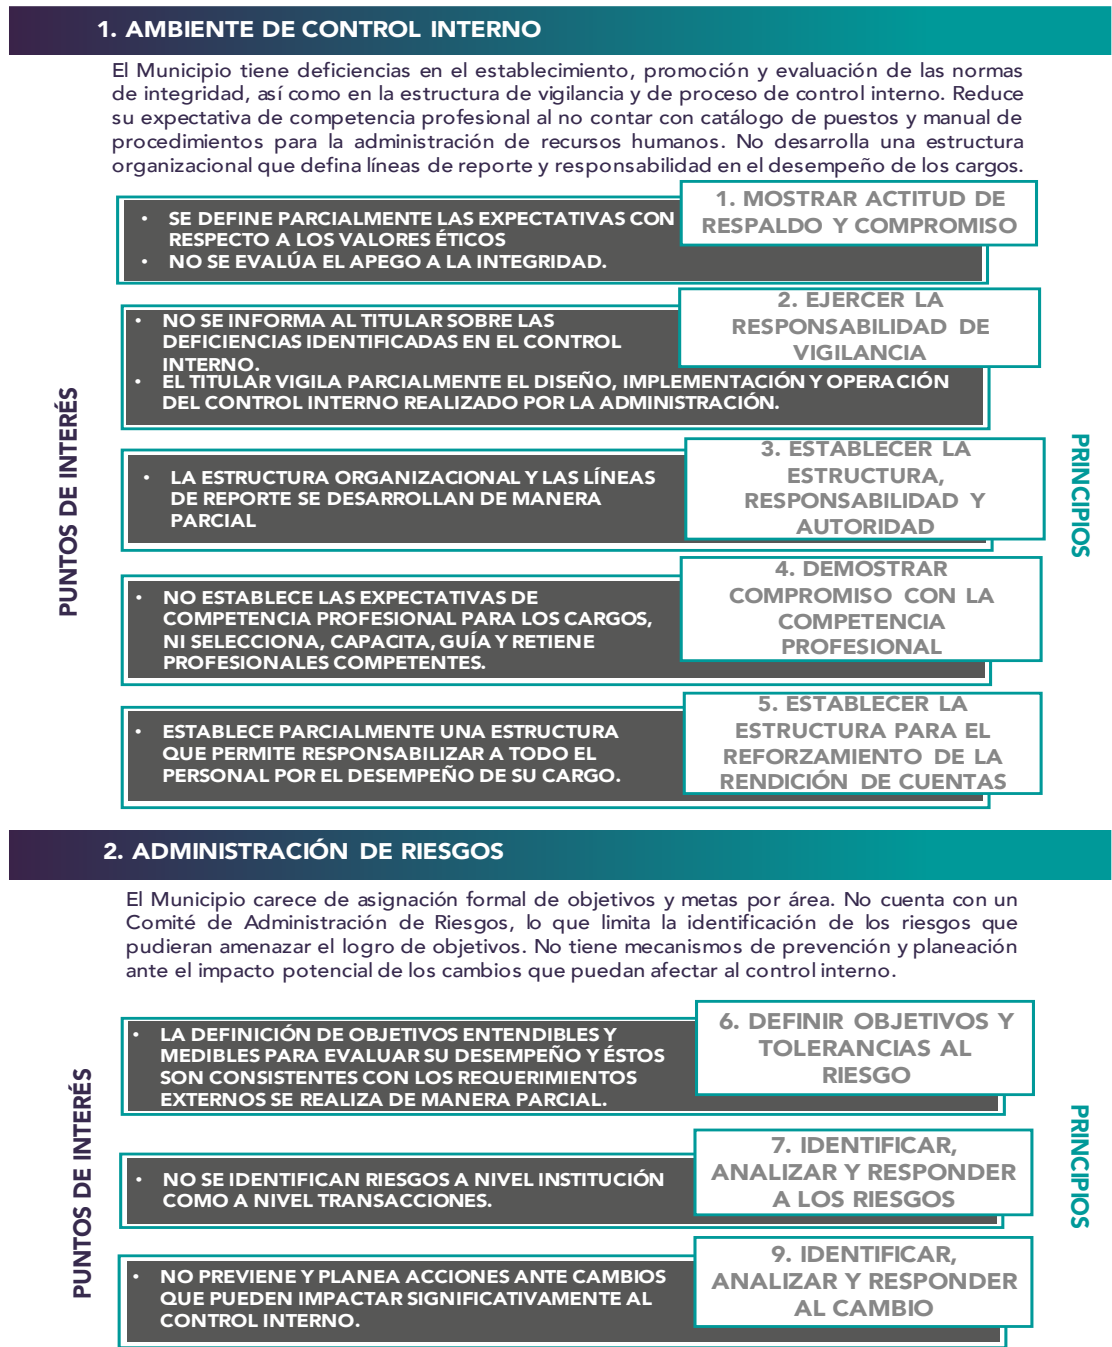 1. AMBIENTE DE CONTROL INTERNO
El Municipio tiene deficiencias en el establecimiento, promoción y evaluación de las normas
de integridad, así como en la estructura de vigilancia y de proceso de control interno. Reduce
su expectativa de competencia profesional al no contar con catálogo de puestos y manual de
procedimientos para la administración de recursos humanos. No desarrolla una estructura
organizacional que defina líneas de reporte y responsabilidad en el desempeño de los cargos.
PUNTOS DE INTERÉS
• SE DEFINE PARCIALMENTE LAS EXPECTATIVAS CON
RESPECTO A LOS VALORES ÉTICOS
• NO SE EVALÚA EL APEGO A LA INTEGRIDAD.
1. MOSTRAR ACTITUD DE
RESPALDO Y COMPROMISO
• NO SE INFORMA AL TITULAR SOBRE LAS
DEFICIENCIAS IDENTIFICADAS EN EL CONTROL
INTERNO.
• EL TITULAR VIGILA PARCIALMENTE EL DISEÑO, IMPLEMENTACIÓN Y OPERACIÓN
DEL CONTROL INTERNO REALIZADO POR LA ADMINISTRACIÓN.
2. EJERCER LA
RESPONSABILIDAD DE
VIGILANCIA
• LA ESTRUCTURA ORGANIZACIONAL Y LAS LÍNEAS
DE REPORTE SE DESARROLLAN DE MANERA
PARCIAL
3. ESTABLECER LA
ESTRUCTURA,
RESPONSABILIDAD Y
AUTORIDAD
• NO ESTABLECE LAS EXPECTATIVAS DE
COMPETENCIA PROFESIONAL PARA LOS CARGOS,
NI SELECCIONA, CAPACITA, GUÍA Y RETIENE
PROFESIONALES COMPETENTES.
4. DEMOSTRAR
COMPROMISO CON LA
COMPETENCIA
PROFESIONAL
• ESTABLECE PARCIALMENTE UNA ESTRUCTURA
QUE PERMITE RESPONSABILIZAR A TODO EL
PERSONAL POR EL DESEMPEÑO DE SU CARGO.
5. ESTABLECER LA
ESTRUCTURA PARA EL
REFORZAMIENTO DE LA
RENDICIÓN DE CUENTAS
PRINCIPIOS
2. ADMINISTRACIÓN DE RIESGOS
El Municipio carece de asignación formal de objetivos y metas por área. No cuenta con un
Comité de Administración de Riesgos, lo que limita la identificación de los riesgos que
pudieran amenazar el logro de objetivos. No tiene mecanismos de prevención y planeación
ante el impacto potencial de los cambios que puedan afectar al control interno.
PUNTOS DE INTERÉS
• LA DEFINICIÓN DE OBJETIVOS ENTENDIBLES Y
MEDIBLES PARA EVALUAR SU DESEMPEÑO Y ÉSTOS
SON CONSISTENTES CON LOS REQUERIMIENTOS
EXTERNOS SE REALIZA DE MANERA PARCIAL.
6. DEFINIR OBJETIVOS Y
TOLERANCIAS AL
RIESGO
• NO SE IDENTIFICAN RIESGOS A NIVEL INSTITUCIÓN
COMO A NIVEL TRANSACCIONES.
7. IDENTIFICAR,
ANALIZAR Y RESPONDER
A LOS RIESGOS
• NO PREVIENE Y PLANEA ACCIONES ANTE CAMBIOS
QUE PUEDEN IMPACTAR SIGNIFICATIVAMENTE AL
CONTROL INTERNO.
9. IDENTIFICAR,
ANALIZAR Y RESPONDER
AL CAMBIO
PRINCIPIOS